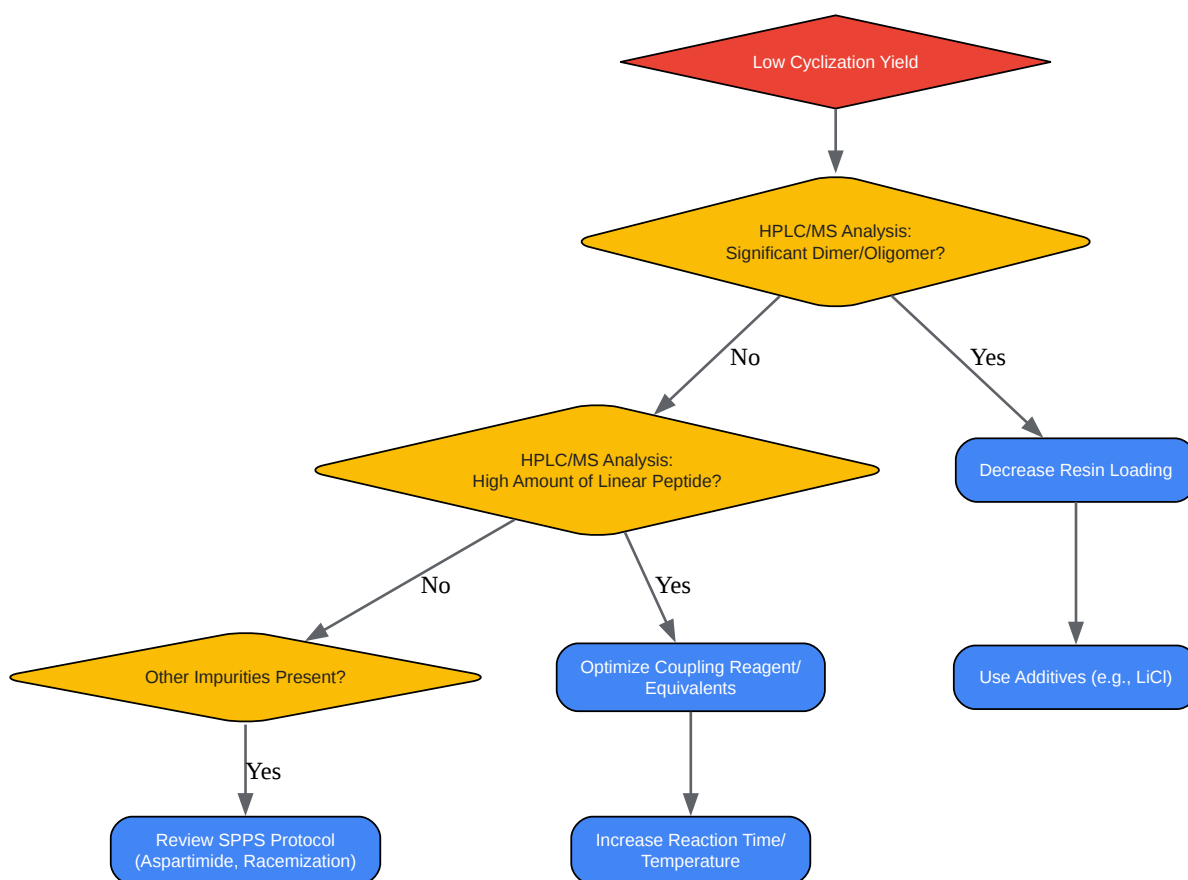 Low Cyclization Yield
HPLC/MS Analysis:
Significant Dimer/Oligomer?
No
Yes
HPLC/MS Analysis:
High Amount of Linear Peptide?
Decrease Resin Loading
No
Yes
Other Impurities Present?
Optimize Coupling Reagent/
Equivalents
Use Additives (e.g., LiCl)
Yes
Review SPPS Protocol
(Aspartimide, Racemization)
Increase Reaction Time/
Temperature